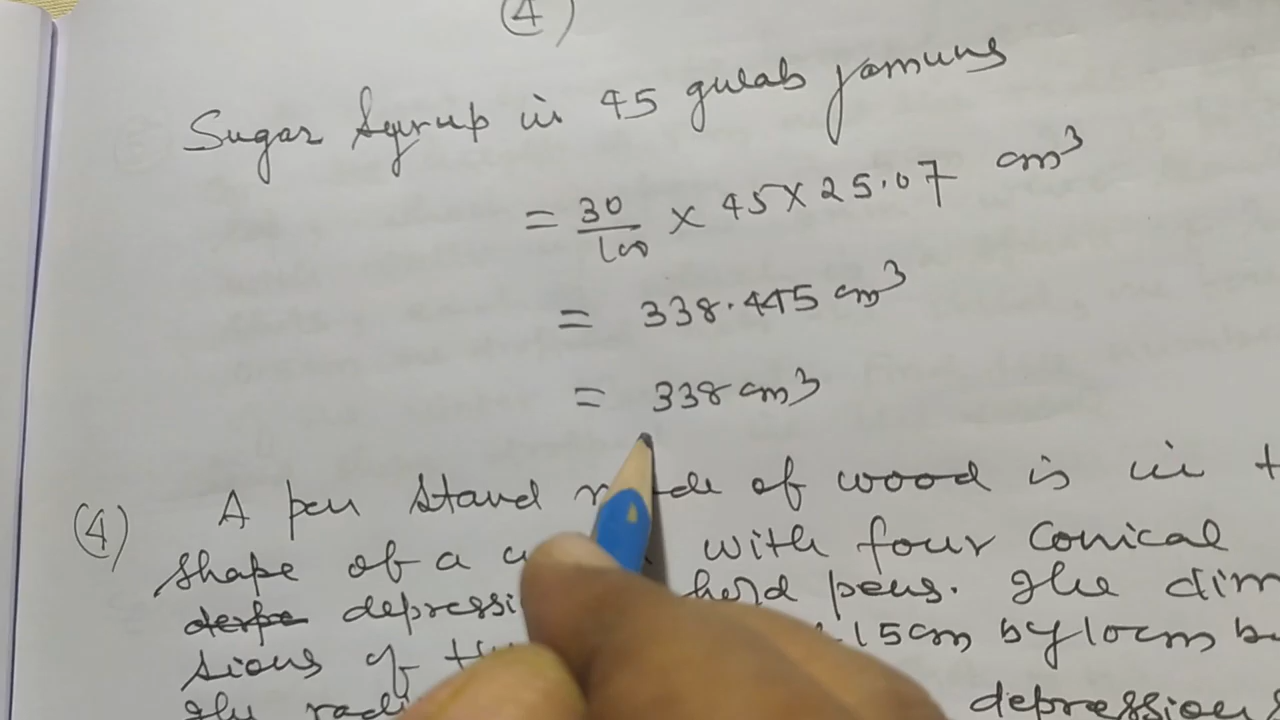 (4)
Sugar Syrup in 45 gulab jamuns
= 30/100 × 45 × 25.07 cm³
= 338.445 cm³
= 338 cm³
(4) A pen stand of wood is in
shape of a with four conical
depress hold pens. The dim
sions of 15cm by 10cm
depressions